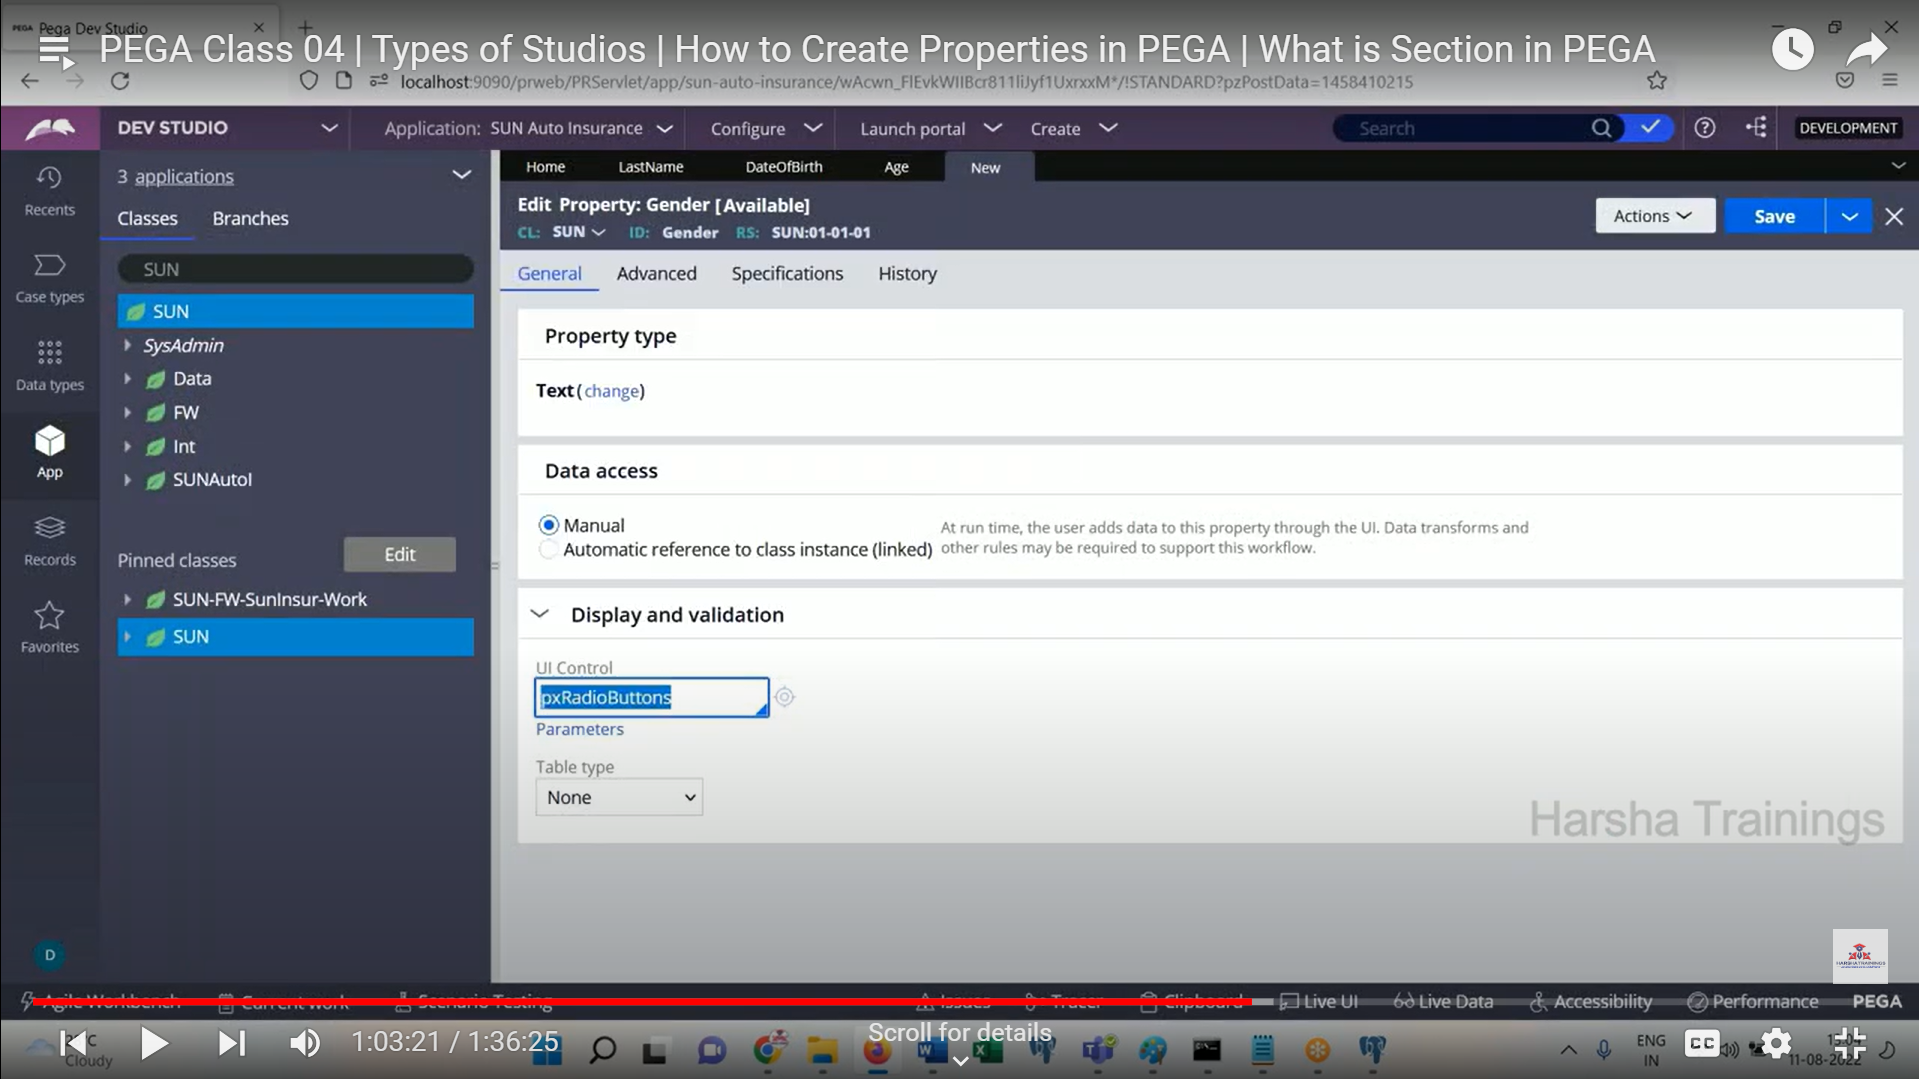 PEGA Pega Dev Studio
PEGA Class 04 | Types of Studios | How to Create Properties in PEGA | What is Section in PEGA
localhost:9090/prweb/PRServlet/app/sun-auto-insurance/wAcwn_FlEvkWIIBcr811liJyf1UxrxxM*/!STANDARD?pzPostData=1458410215
DEV STUDIO
Application: SUN Auto Insurance
Configure
Launch portal
Create
Search
DEVELOPMENT
Recents
Case types
Data types
App
Records
Favorites
D
3 applications
Classes
Branches
SUN
SUN
SysAdmin
Data
FW
Int
SUNAutoI
Pinned classes
Edit
SUN-FW-SunInsur-Work
SUN
Home
LastName
DateOfBirth
Age
New
Edit Property: Gender [Available]
CL: SUN ID: Gender RS: SUN:01-01-01
Actions
Save
General
Advanced
Specifications
History
Property type
Text (change)
Data access
Manual
Automatic reference to class instance (linked)
At run time, the user adds data to this property through the UI. Data transforms and
other rules may be required to support this workflow.
Display and validation
UI Control
pxRadioButtons
Parameters
Table type
None
Harsha Trainings
HARSHA TRAININGS
Agile Workbench
Current work
Scenario Testing
Issues
Tracer
Clipboard
Live UI
Live Data
Accessibility
Performance
PEGA
Cloudy
1:03:21 / 1:36:25
Scroll for details
ENG
IN
CC
11-08-2022